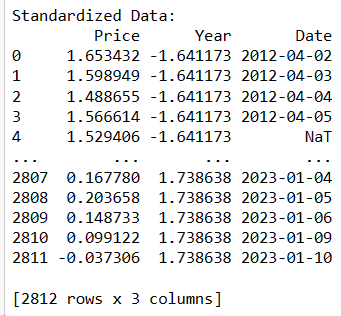 Standardized Data:
Price Year Date
0 1.653432 -1.641173 2012-04-02
1 1.598949 -1.641173 2012-04-03
2 1.488655 -1.641173 2012-04-04
3 1.566614 -1.641173 2012-04-05
4 1.529406 -1.641173 NaT
... ... ... ...
2807 0.167780 1.738638 2023-01-04
2808 0.203658 1.738638 2023-01-05
2809 0.148733 1.738638 2023-01-06
2810 0.099122 1.738638 2023-01-09
2811 -0.037306 1.738638 2023-01-10
[2812 rows x 3 columns]